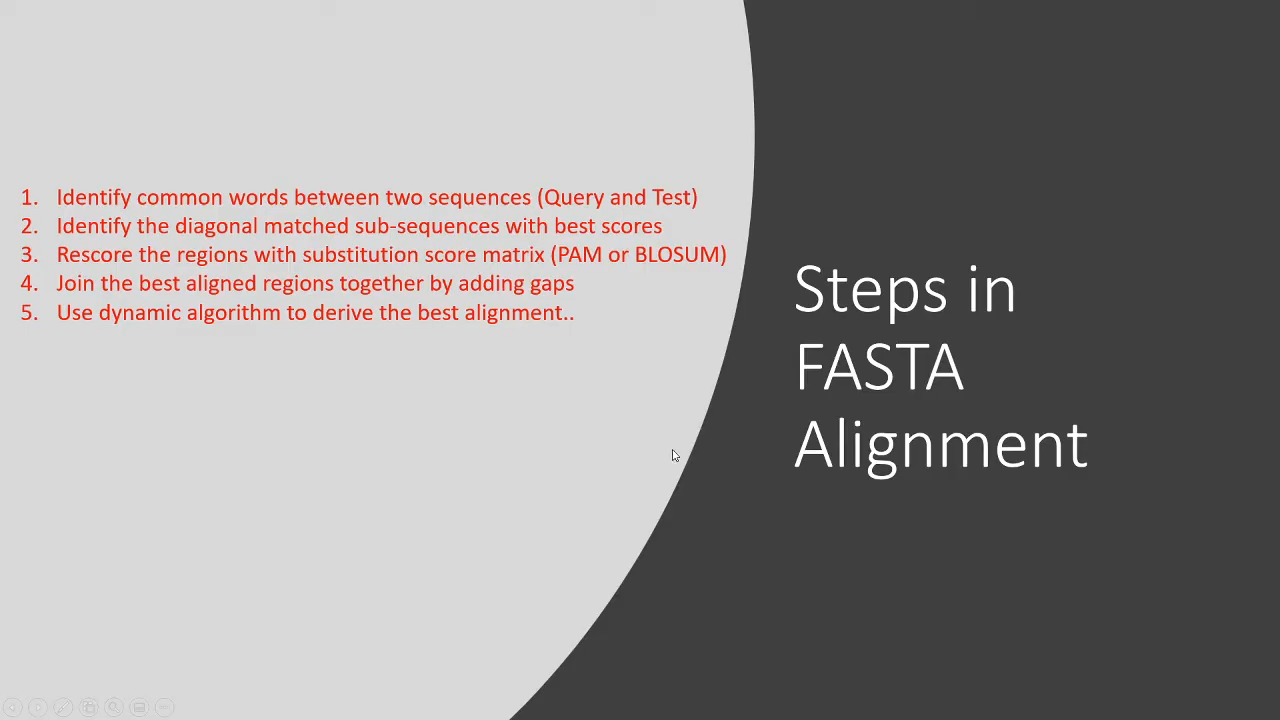 1. Identify common words between two sequences (Query and Test)
2. Identify the diagonal matched sub-sequences with best scores
3. Rescore the regions with substitution score matrix (PAM or BLOSUM)
4. Join the best aligned regions together by adding gaps
5. Use dynamic algorithm to derive the best alignment..
Steps in
FASTA
Alignment